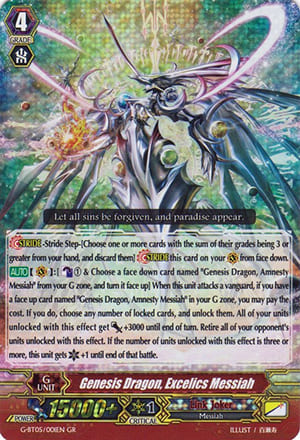 4
GRADE
Let all sins be forgiven, and paradise appear.
STRIDE -Stride Step-[Choose one or more cards with the sum of their grades being 3 or
greater from your hand, and discard them] STRIDE this card on your (V) from face down.
AUTO [(V)]:[1] & Choose a face down card named "Genesis Dragon, Amnesty
Messiah" from your G zone, and turn it face up] When this unit attacks a vanguard, if you
have a face up card named "Genesis Dragon, Amnesty Messiah" in your G zone, you may pay the
cost. If you do, choose any number of locked cards, and unlock them. All of your units
unlocked with this effect get +3000 until end of turn. Retire all of your opponent's
units unlocked with this effect. If the number of units unlocked with this effect is three or
more, this unit gets +1 until end of that battle.
G
UNIT
Genesis Dragon, Excelics Messiah
POWER
15000+
1
CRITICAL
Link Joker
Messiah
G-BT05/001EN GR
ILLUST / 百瀬寿